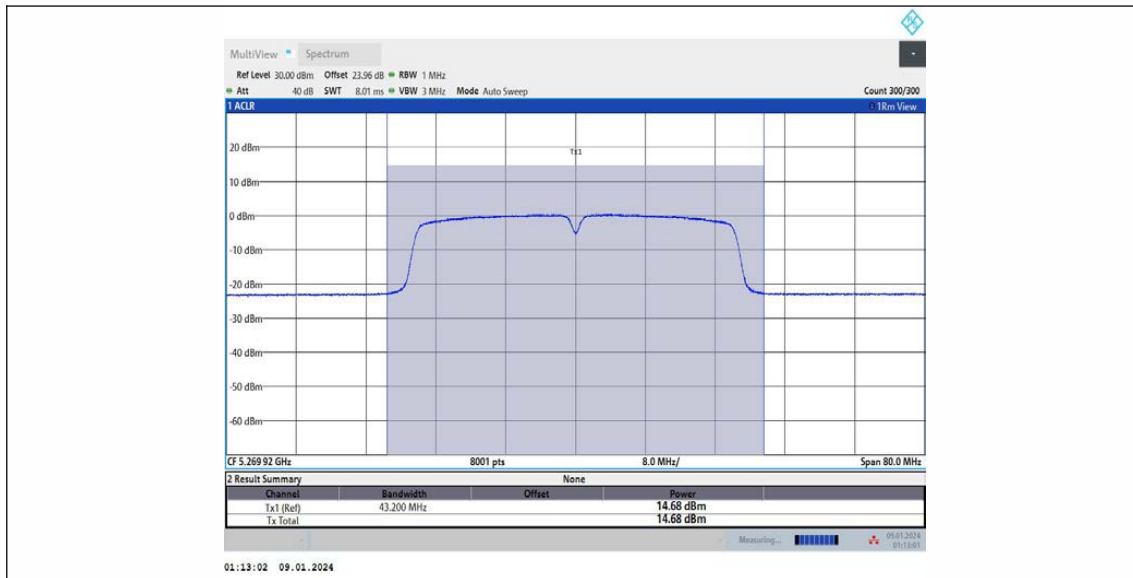 MultiView Spectrum
Ref Level 30.00 dBm Offset 23.96 dB RBW 1 MHz
Att 40 dB SWT 8.01 ms VBW 3 MHz Mode Auto Sweep Count 300/300
1 ACLR 1Rm View
Tx1
20 dBm
10 dBm
0 dBm
-10 dBm
-20 dBm
-30 dBm
-40 dBm
-50 dBm
-60 dBm
CF 5.269 92 GHz 8001 pts 8.0 MHz/ Span 80.0 MHz
2 Result Summary None
Channel Bandwidth Offset Power
Tx1 (Ref) 43.200 MHz 14.68 dBm
Tx Total 14.68 dBm
Measuring... 09.01.2024
01:13:01
01:13:02 09.01.2024